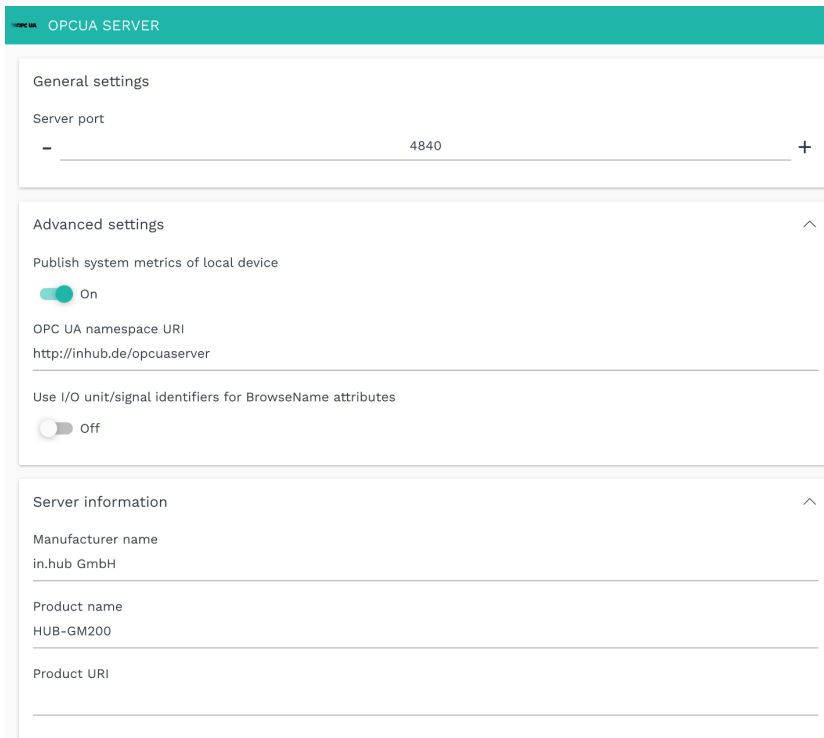 OPC UA OPCUA SERVER
General settings
Server port
- 4840 +
Advanced settings
Publish system metrics of local device
On
OPC UA namespace URI
http://inhub.de/opcuaserver
Use I/O unit/signal identifiers for BrowseName attributes
Off
Server information
Manufacturer name
in.hub GmbH
Product name
HUB-GM200
Product URI